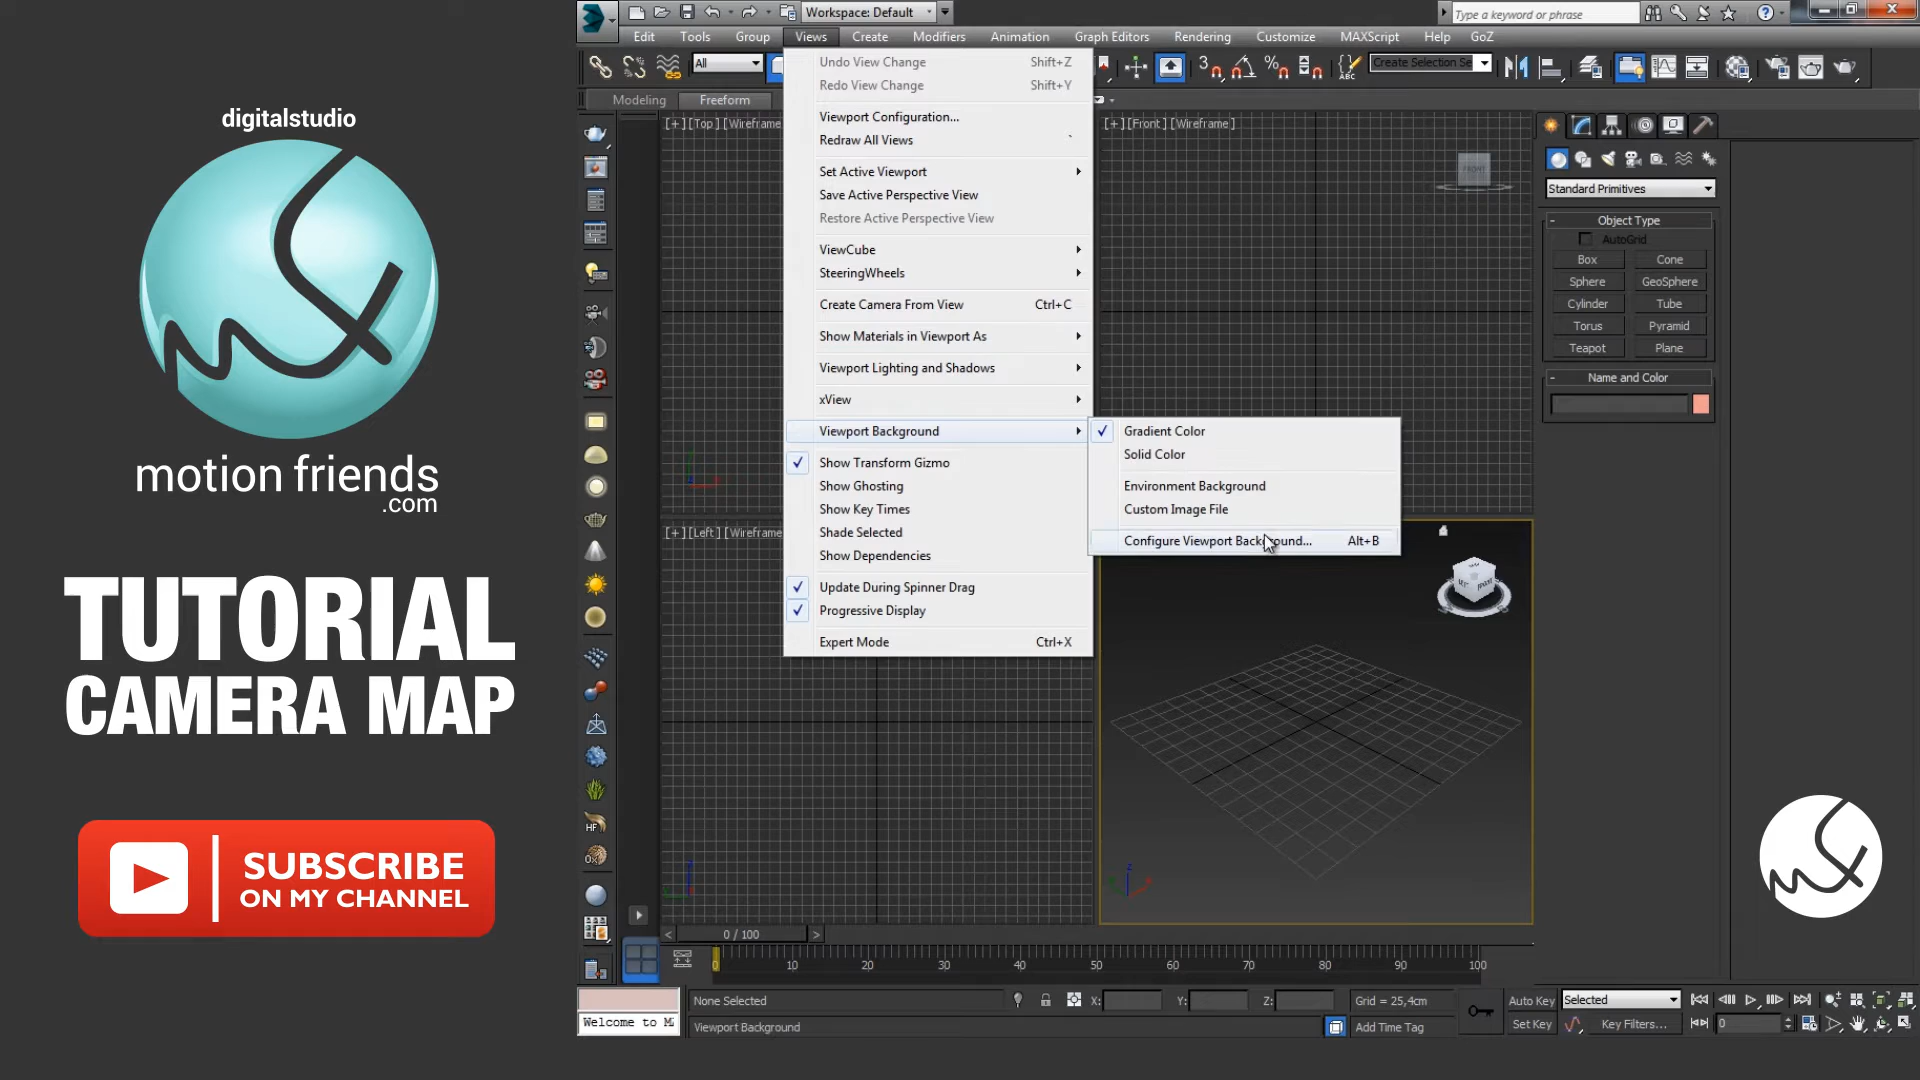 digitalstudio
motion friends
.com
TUTORIAL
CAMERA MAP
SUBSCRIBE
ON MY CHANNEL
Workspace: Default
Type a keyword or phrase
Edit
Tools
Group
Views
Create
Modifiers
Animation
Graph Editors
Rendering
Customize
MAXScript
Help
GoZ
All
Create Selection Se
Modeling
Freeform
Undo View Change Shift+Z
Redo View Change Shift+Y
Viewport Configuration...
Redraw All Views `
Set Active Viewport
Save Active Perspective View
Restore Active Perspective View
ViewCube
SteeringWheels
Create Camera From View Ctrl+C
Show Materials in Viewport As
Viewport Lighting and Shadows
xView
Viewport Background
Show Transform Gizmo
Show Ghosting
Show Key Times
Shade Selected
Show Dependencies
Update During Spinner Drag
Progressive Display
Expert Mode Ctrl+X
Gradient Color
Solid Color
Environment Background
Custom Image File
Configure Viewport Background... Alt+B
[+][Top][Wireframe
[+][Front][Wireframe]
[+][Left][Wireframe
FRONT
Standard Primitives
Object Type
AutoGrid
Box Cone
Sphere GeoSphere
Cylinder Tube
Torus Pyramid
Teapot Plane
Name and Color
HF
< 0 / 100 >
0 10 20 30 40 50 60 70 80 90 100
None Selected
X: Y: Z:
Grid = 25,4cm
Auto Key
Selected
Welcome to M
Viewport Background
Add Time Tag
Set Key
Key Filters...
0